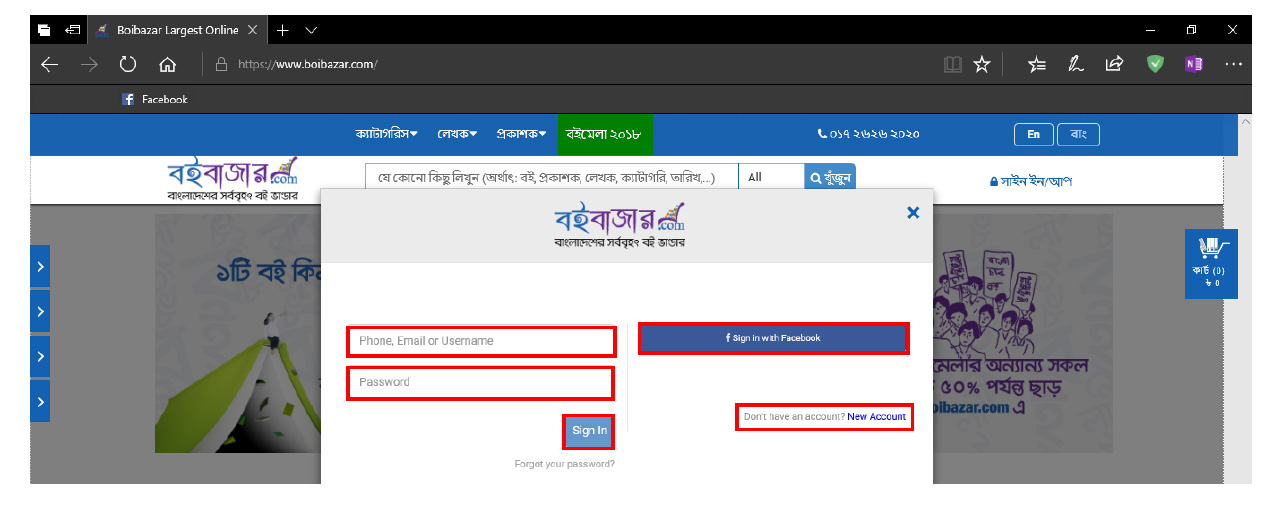 Boibazar Largest Online
https://www.boibazar.com/
Facebook
ক্যাটাগরিস লেখক প্রকাশক বইমেলা ২০১৮ ০১৭ ২৬২৬ ২০২০ En বাং
বইবাজার.com
বাংলাদেশের সর্ববৃহৎ বই ভান্ডার
যে কোনো কিছু লিখুন (অর্থাৎ: বই, প্রকাশক, লেখক, ক্যাটাগরি, তারিখ,...) All খুঁজুন
সাইন ইন/আপ
বইবাজার.com
বাংলাদেশের সর্ববৃহৎ বই ভান্ডার
১টি বই
কার্ট (0)
৳ 0
Phone, Email or Username
Sign in with Facebook
Password
মেলার অন্যান্য সকল
৫০% পর্যন্ত ছাড়
oibazar.com এ
Don't have an account? New Account
Sign In
Forgot your password?